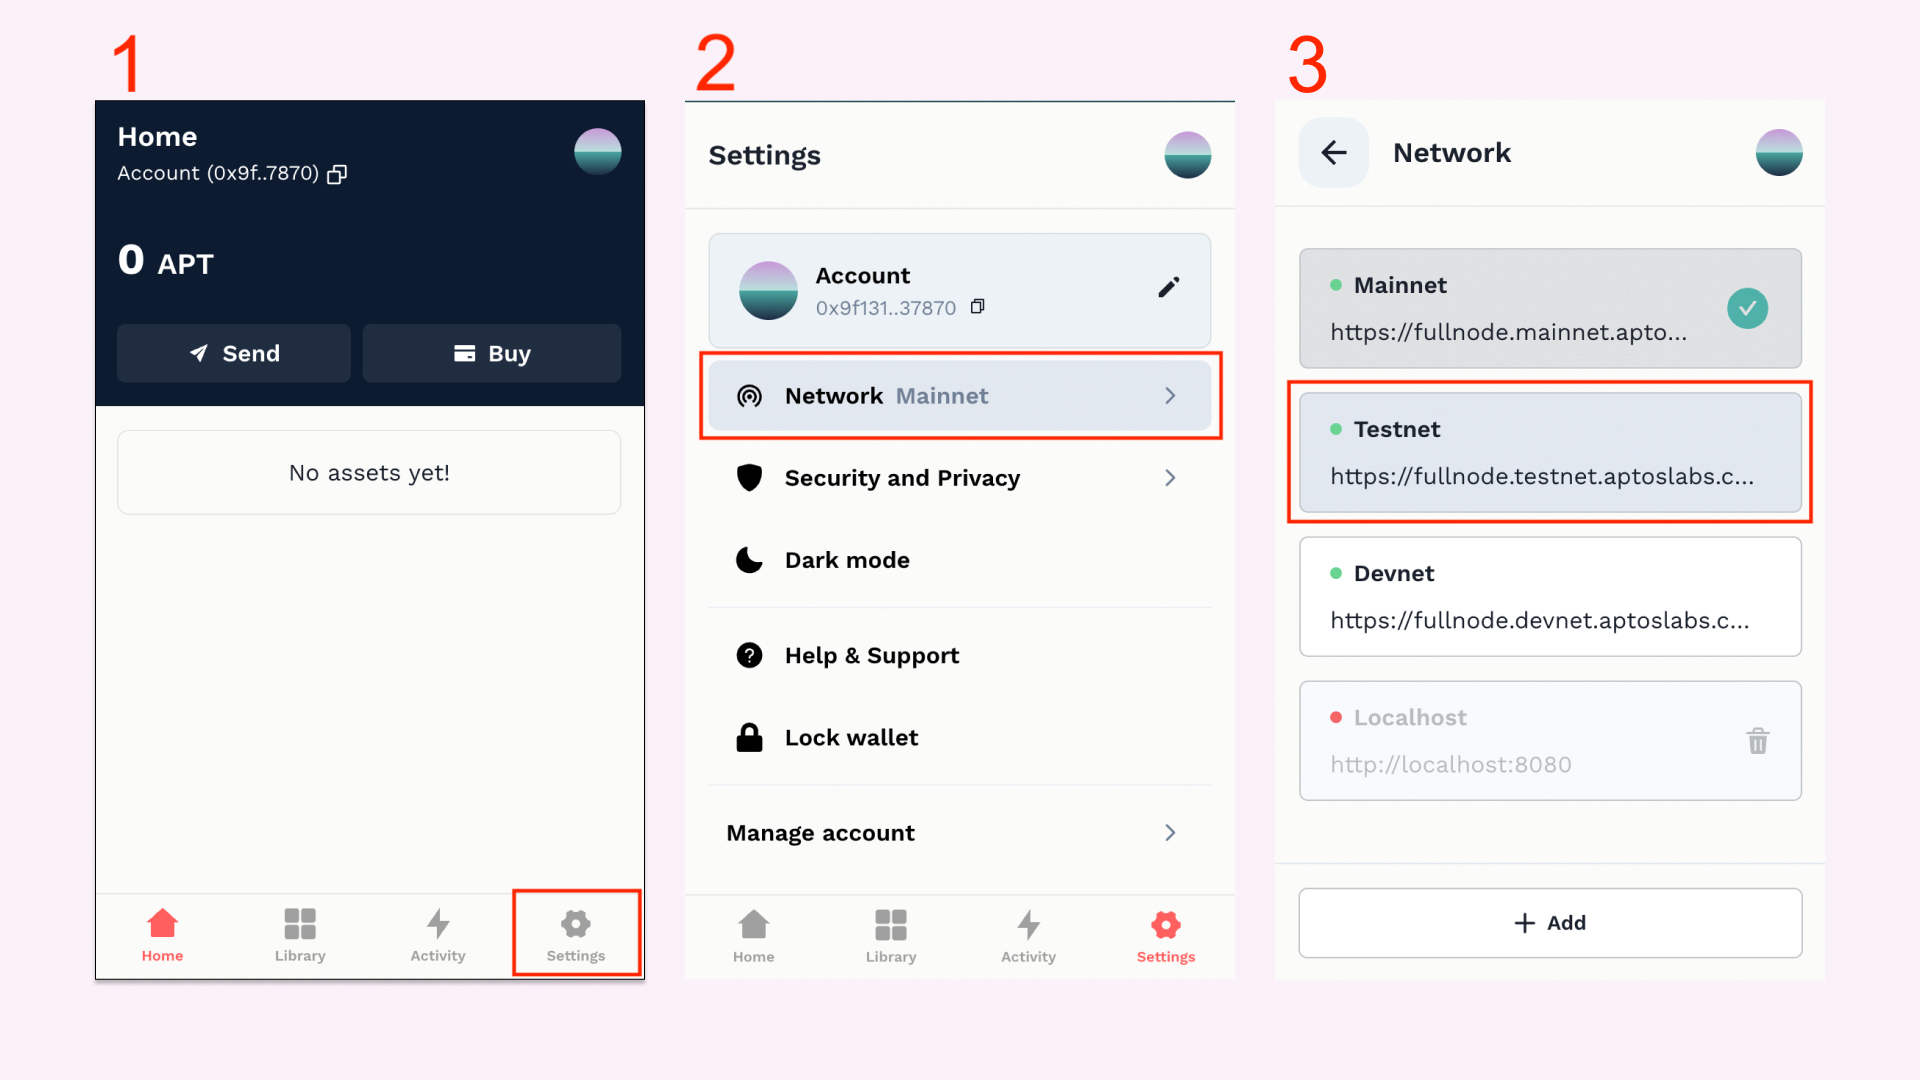 1
Home
Account (0x9f..7870)
0 APT
Send
Buy
No assets yet!
Home
Library
Activity
Settings
2
Settings
Account
0x9f131..37870
Network Mainnet
Security and Privacy
Dark mode
Help & Support
Lock wallet
Manage account
Home
Library
Activity
Settings
3
Network
Mainnet
https://fullnode.mainnet.apto...
Testnet
https://fullnode.testnet.aptoslabs.c...
Devnet
https://fullnode.devnet.aptoslabs.c...
Localhost
http://localhost:8080
+ Add